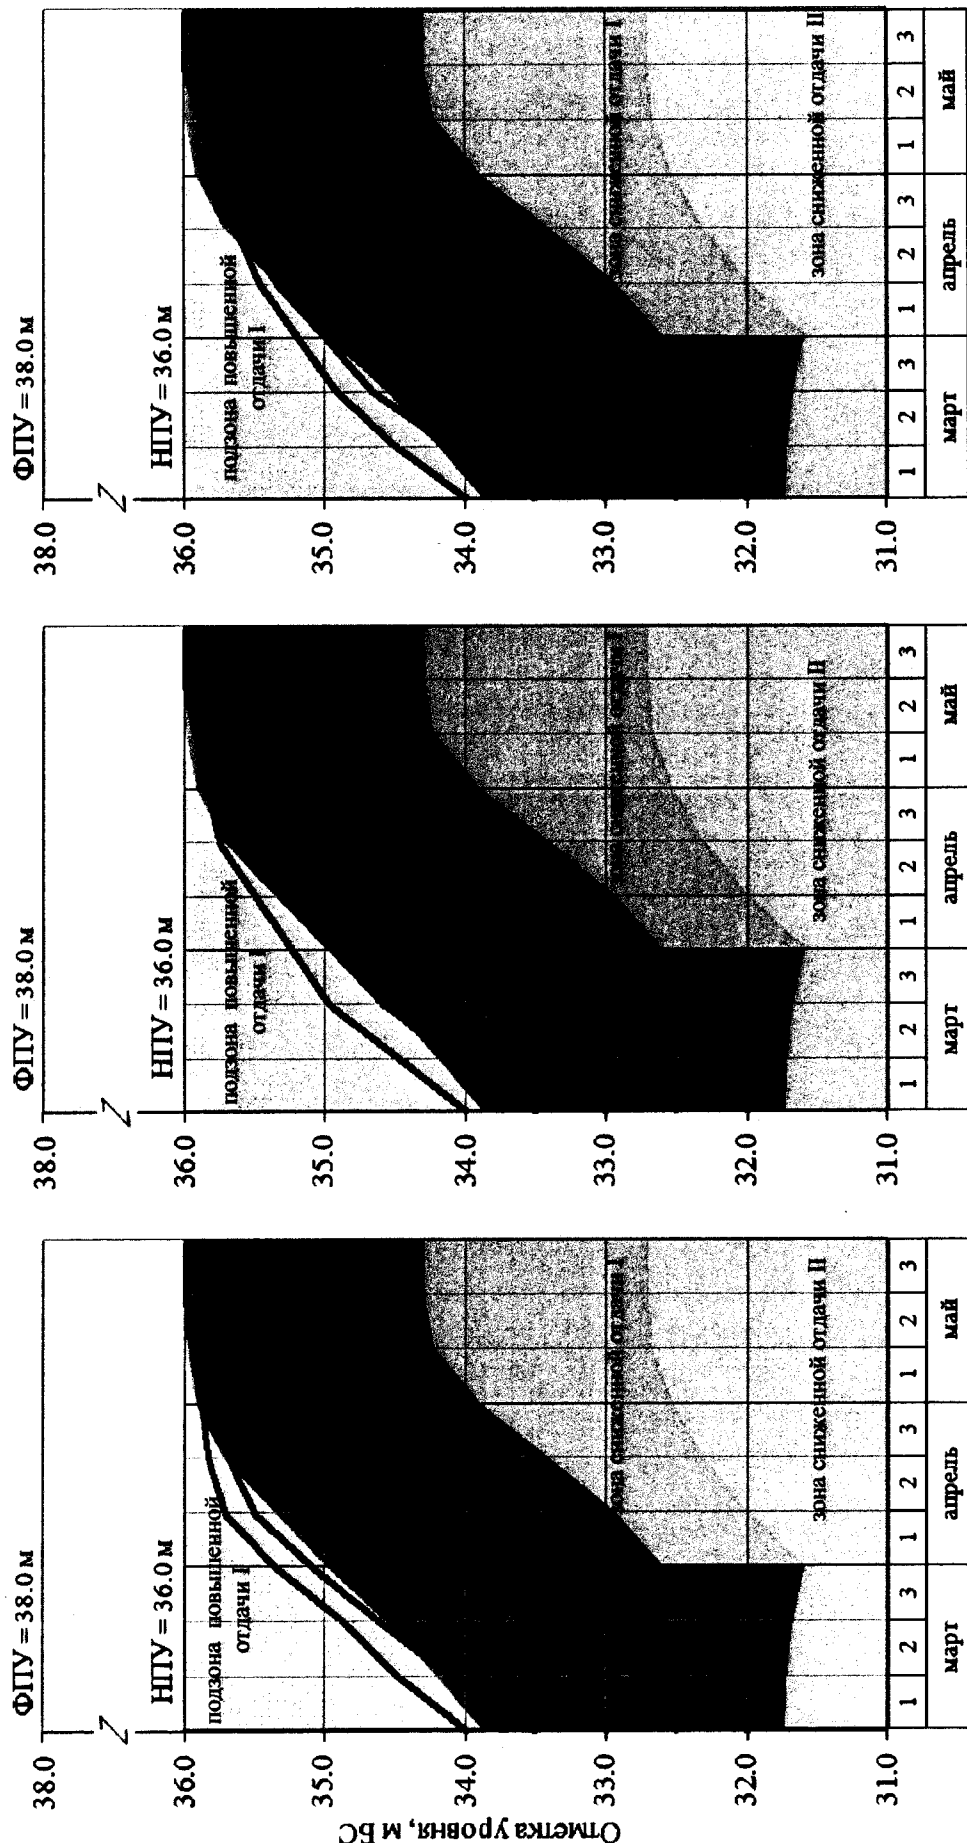 Отметка уровня, м БС
ФПУ = 38.0 м
38.0
Z
НПУ = 36.0 м
36.0
подзона повышенной
отдачи I
35.0
34.0
33.0
зона сниженной отдачи I
32.0
зона сниженной отдачи II
31.0
1 2 3 1 2 3 1 2 3
март апрель май
ФПУ = 38.0 м
38.0
Z
НПУ = 36.0 м
36.0
подзона повышенной
отдачи I
35.0
34.0
33.0
32.0
зона сниженной отдачи II
31.0
1 2 3 1 2 3 1 2 3
март апрель май
ФПУ = 38.0 м
38.0
Z
НПУ = 36.0 м
36.0
подзона повышенной
отдачи I
35.0
34.0
33.0
зона сниженной отдачи I
32.0
зона сниженной отдачи II
31.0
1 2 3 1 2 3 1 2 3
март апрель май